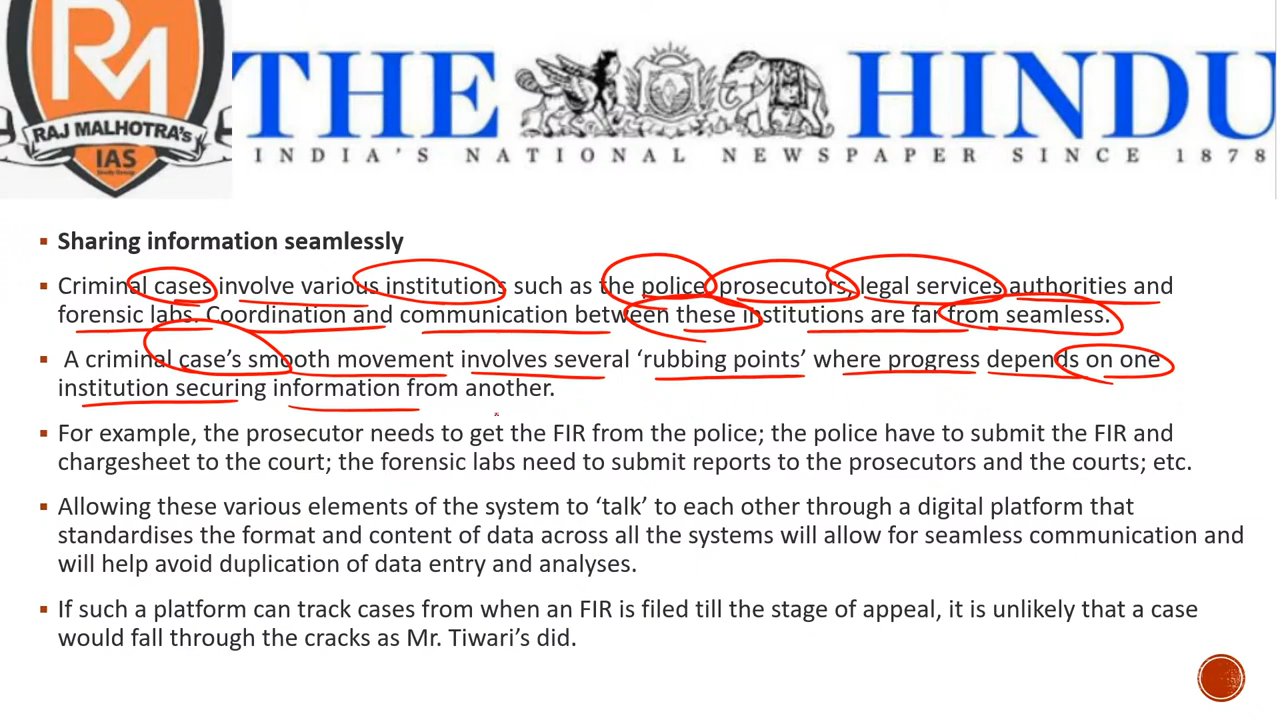 RM
RAJ MALHOTRA's
IAS
THE HINDU
INDIA'S NATIONAL NEWSPAPER SINCE 1878
Sharing information seamlessly
Criminal cases involve various institutions such as the police, prosecutors, legal services authorities and
forensic labs. Coordination and communication between these institutions are far from seamless.
A criminal case's smooth movement involves several ‘rubbing points’ where progress depends on one
institution securing information from another.
For example, the prosecutor needs to get the FIR from the police; the police have to submit the FIR and
chargesheet to the court; the forensic labs need to submit reports to the prosecutors and the courts; etc.
Allowing these various elements of the system to ‘talk’ to each other through a digital platform that
standardises the format and content of data across all the systems will allow for seamless communication and
will help avoid duplication of data entry and analyses.
If such a platform can track cases from when an FIR is filed till the stage of appeal, it is unlikely that a case
would fall through the cracks as Mr. Tiwari’s did.